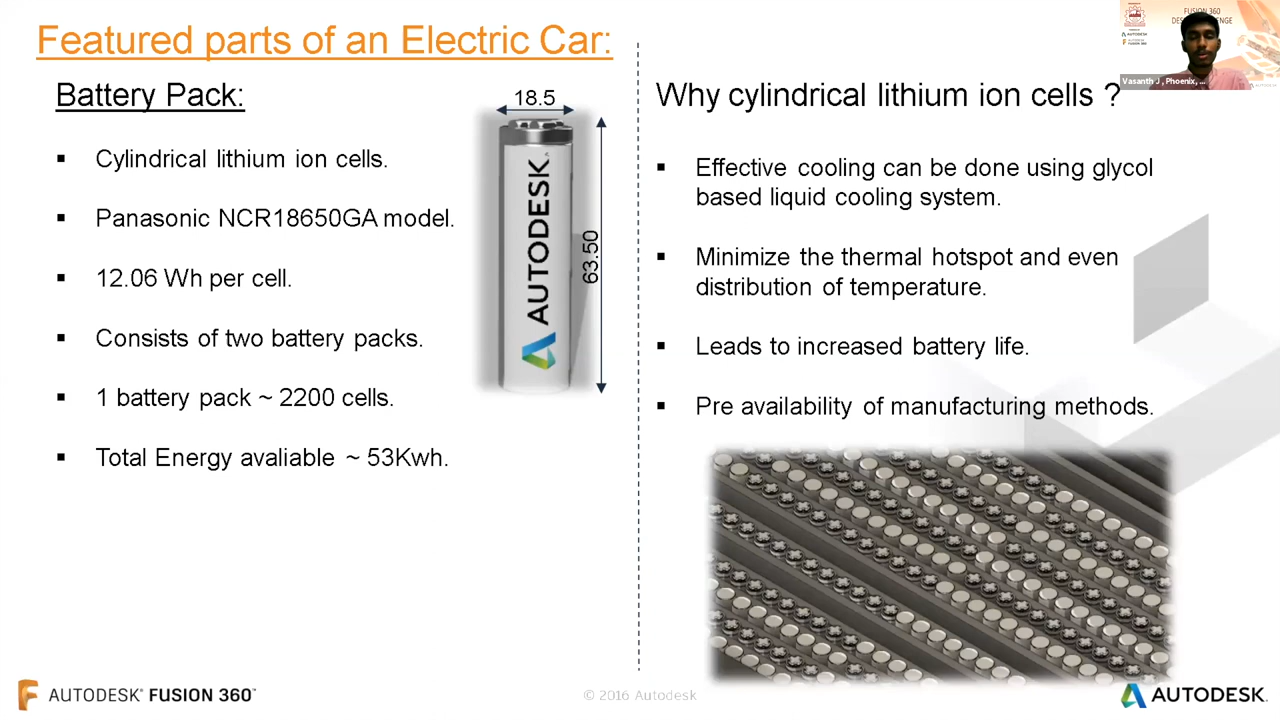 Featured parts of an Electric Car:
Battery Pack:
▪ Cylindrical lithium ion cells.
▪ Panasonic NCR18650GA model.
▪ 12.06 Wh per cell.
▪ Consists of two battery packs.
▪ 1 battery pack ~ 2200 cells.
▪ Total Energy avaliable ~ 53Kwh.
18.5
63.50
AUTODESK
Why cylindrical lithium ion cells ?
▪ Effective cooling can be done using glycol
based liquid cooling system.
▪ Minimize the thermal hotspot and even
distribution of temperature.
▪ Leads to increased battery life.
▪ Pre availability of manufacturing methods.
FUSION 360
AUTODESK
FUSION 360
Vasanth J , Phoenix, ...
AUTODESK
AUTODESK® FUSION 360™
© 2016 Autodesk
AUTODESK.